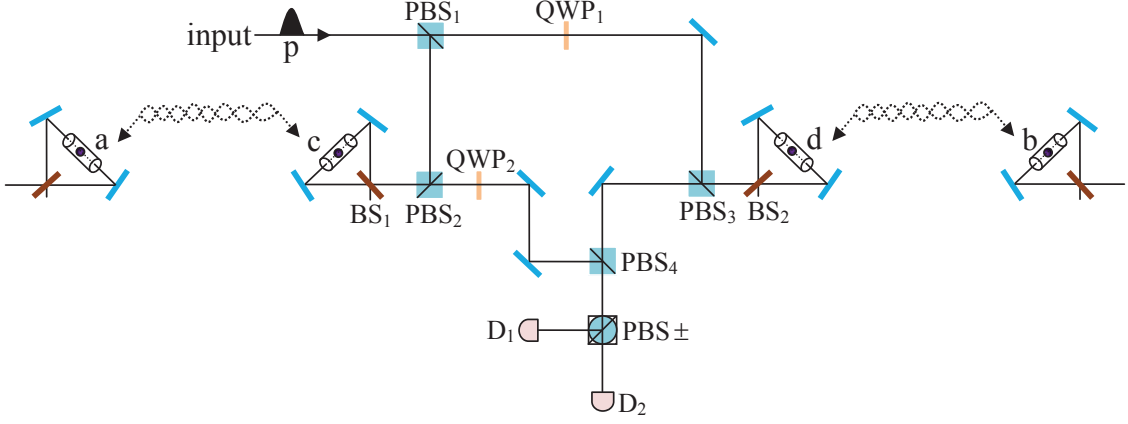 PBS₁
QWP₁
input
p
a
c
d
b
QWP₂
BS₁
PBS₂
PBS₃
BS₂
PBS₄
D₁
PBS ±
D₂